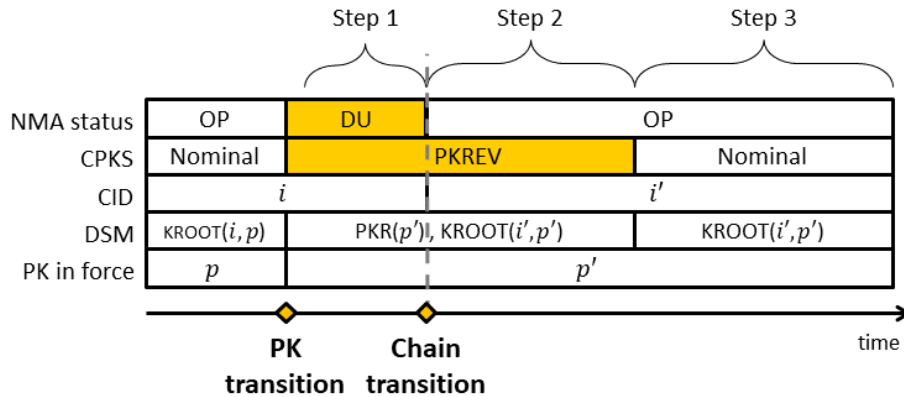 Step 1 Step 2 Step 3
NMA status OP DU OP
CPKS Nominal PKREV Nominal
CID i i′
DSM KROOT(i, p) PKR(p′), KROOT(i′, p′) KROOT(i′, p′)
PK in force p p′
time
PK Chain
transition transition